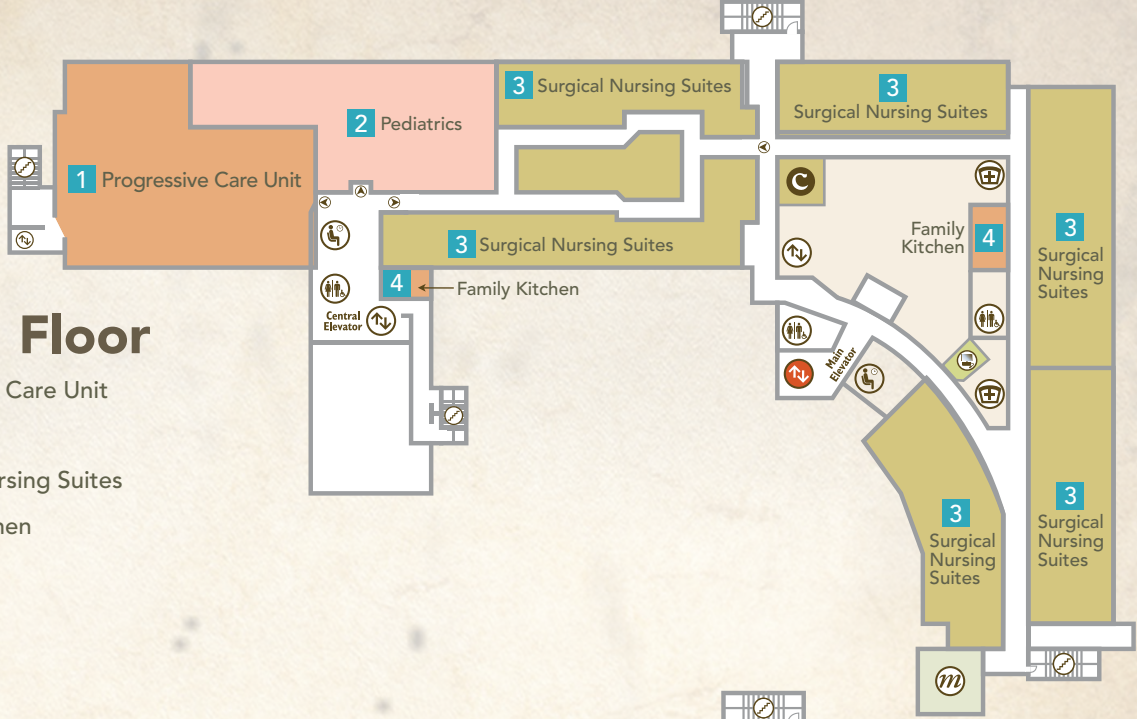 3 Surgical Nursing Suites
3
Surgical Nursing Suites
2 Pediatrics
1 Progressive Care Unit
C
3 Surgical Nursing Suites
Family
Kitchen
4
3
Surgical
Nursing
Suites
4
Family Kitchen
Central
Elevator
Main
Elevator
Floor
Care Unit
ursing Suites
hen
3
Surgical
Nursing
Suites
3
Surgical
Nursing
Suites
m